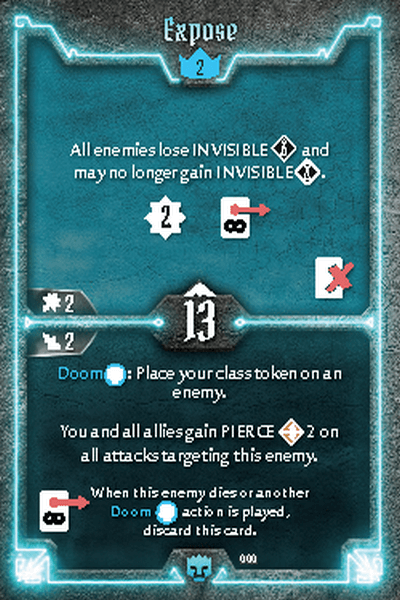 Expose
2
All enemies lose INVISIBLE and
may no longer gain INVISIBLE.
2
2
13
2
Doom: Place your class token on an
enemy.
You and all allies gain PIERCE 2 on
all attacks targeting this enemy.
When this enemy dies or another
Doom action is played,
discard this card.
000